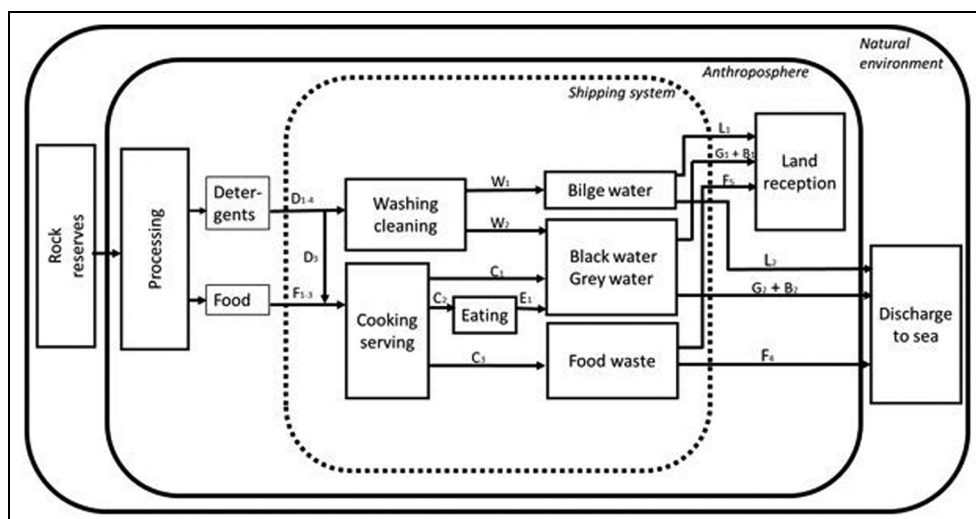 Natural
environment
Anthroposphere
Shipping system
Rock
reserves
Processing
Deter-
gents
Food
D1-4
D3
F1-3
Washing
cleaning
Cooking
serving
W1
W2
C1
C2
Eating
E1
C3
Bilge water
Black water
Grey water
Food waste
L1
G1 + B1
F5
Land
reception
L2
G2 + B2
F4
Discharge
to sea